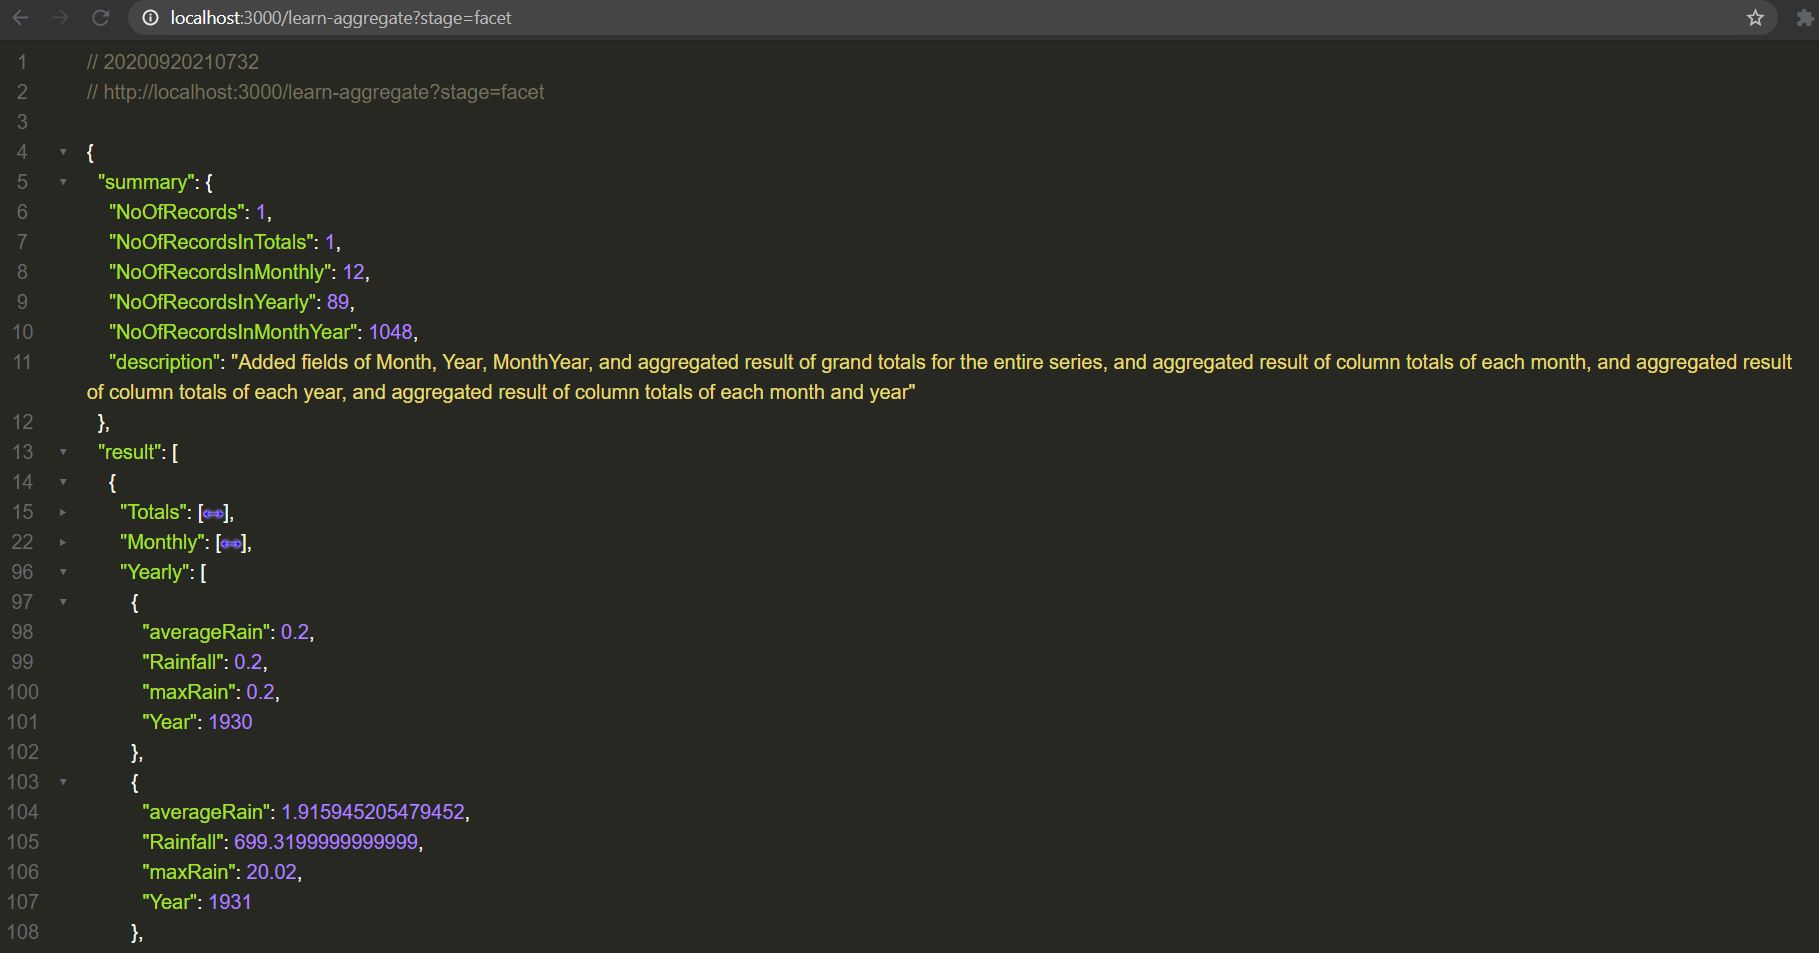 localhost:3000/learn-aggregate?stage=facet
1 // 20200920210732
2 // http://localhost:3000/learn-aggregate?stage=facet
3
4 {
5 "summary": {
6 "NoOfRecords": 1,
7 "NoOfRecordsInTotals": 1,
8 "NoOfRecordsInMonthly": 12,
9 "NoOfRecordsInYearly": 89,
10 "NoOfRecordsInMonthYear": 1048,
11 "description": "Added fields of Month, Year, MonthYear, and aggregated result of grand totals for the entire series, and aggregated result of column totals of each month, and aggregated result
of column totals of each year, and aggregated result of column totals of each month and year"
12 },
13 "result": [
14 {
15 "Totals": [↔],
22 "Monthly": [↔],
96 "Yearly": [
97 {
98 "averageRain": 0.2,
99 "Rainfall": 0.2,
100 "maxRain": 0.2,
101 "Year": 1930
102 },
103 {
104 "averageRain": 1.915945205479452,
105 "Rainfall": 699.3199999999999,
106 "maxRain": 20.02,
107 "Year": 1931
108 },